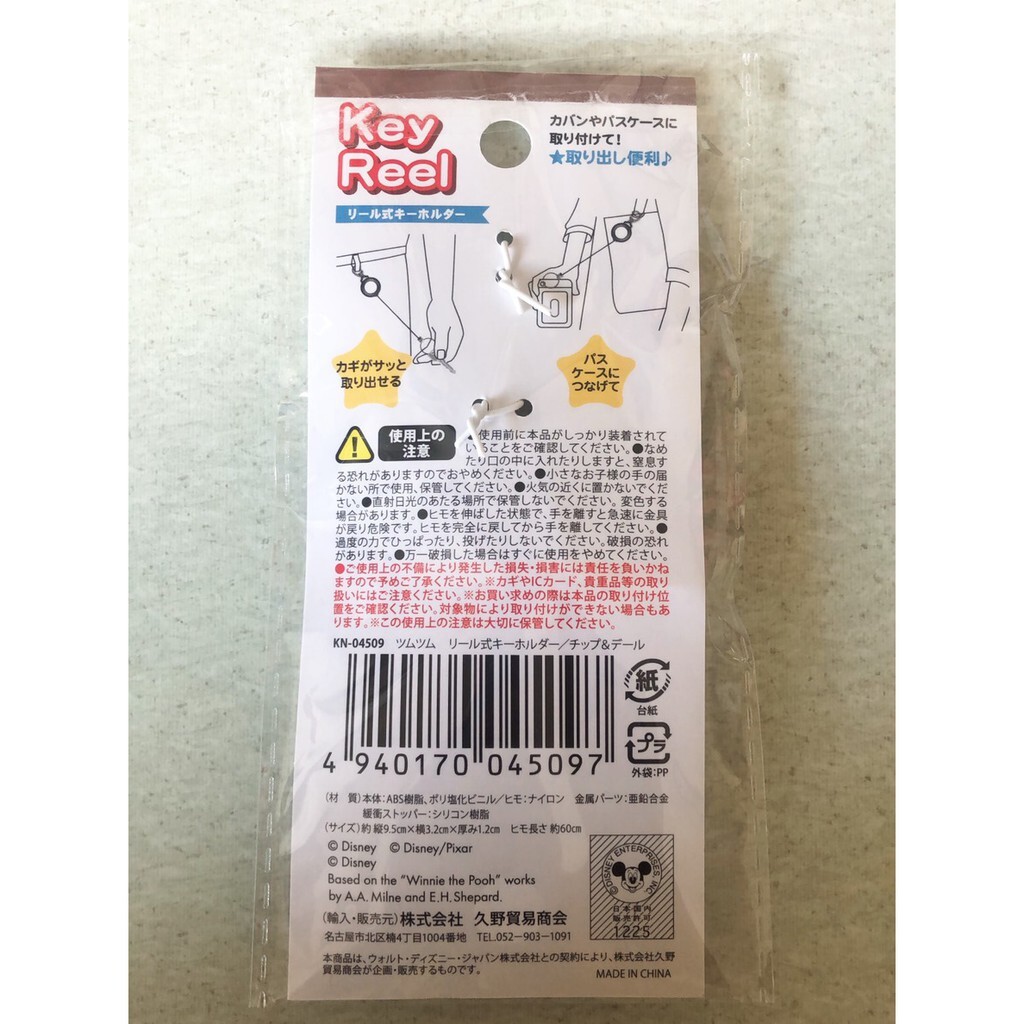 Key
Reel
リール式キーホルダー
カバンやパスケースに
取り付けて!
★取り出し便利♪
カギがサッと
取り出せる
パス
ケースに
つなげて
使用上の
注意
●使用前に本品がしっかり装着されて
いることをご確認してください。●なめ
たり口の中に入れたりしますと、窒息す
る恐れがありますのでおやめください。●小さなお子様の手の届
かない所で使用、保管してください。●火気の近くに置かないでくだ
さい。●直射日光のあたる場所で保管しないでください。変色する
場合があります。●ヒモを伸ばした状態で、手を離すと急速に金具
が戻り危険です。ヒモを完全に戻してから手を離してください。●
過度の力でひっぱったり、投げたりしないでください。破損の恐れ
があります。●万一破損した場合はすぐに使用をやめてください。
●ご使用上の不備により発生した損失・損害には責任を負いかね
ますので予めご了承ください。※カギやICカード、貴重品等の取り
扱いにはご注意ください。※お買い求めの際は本品の取り付け位
置をご確認ください。対象物により取り付けができない場合もあ
ります。※この使用上の注意は大切に保管してください。
KN-04509 ツムツム リール式キーホルダー/チップ&デール
紙
台紙
プラ
外袋:PP
4 940170 045097
(材 質)本体:ABS樹脂、ポリ塩化ビニル/ヒモ:ナイロン 金属パーツ:亜鉛合金
緩衝ストッパー:シリコン樹脂
(サイズ)約 縦9.5cm×横3.2cm×厚み1.2cm ヒモ長さ 約60cm
© Disney © Disney/Pixar
© Disney
Based on the "Winnie the Pooh" works
by A.A. Milne and E.H. Shepard.
©DISNEY ENTERPRISES, INC.
日本国内
販売許可
1225
(輸入・販売元)株式会社 久野貿易商会
名古屋市北区楠4丁目1004番地 TEL.052-903-1091
本商品は、ウォルト・ディズニー・ジャパン株式会社との契約により、株式会社久野
貿易商会が企画・販売するものです。
MADE IN CHINA